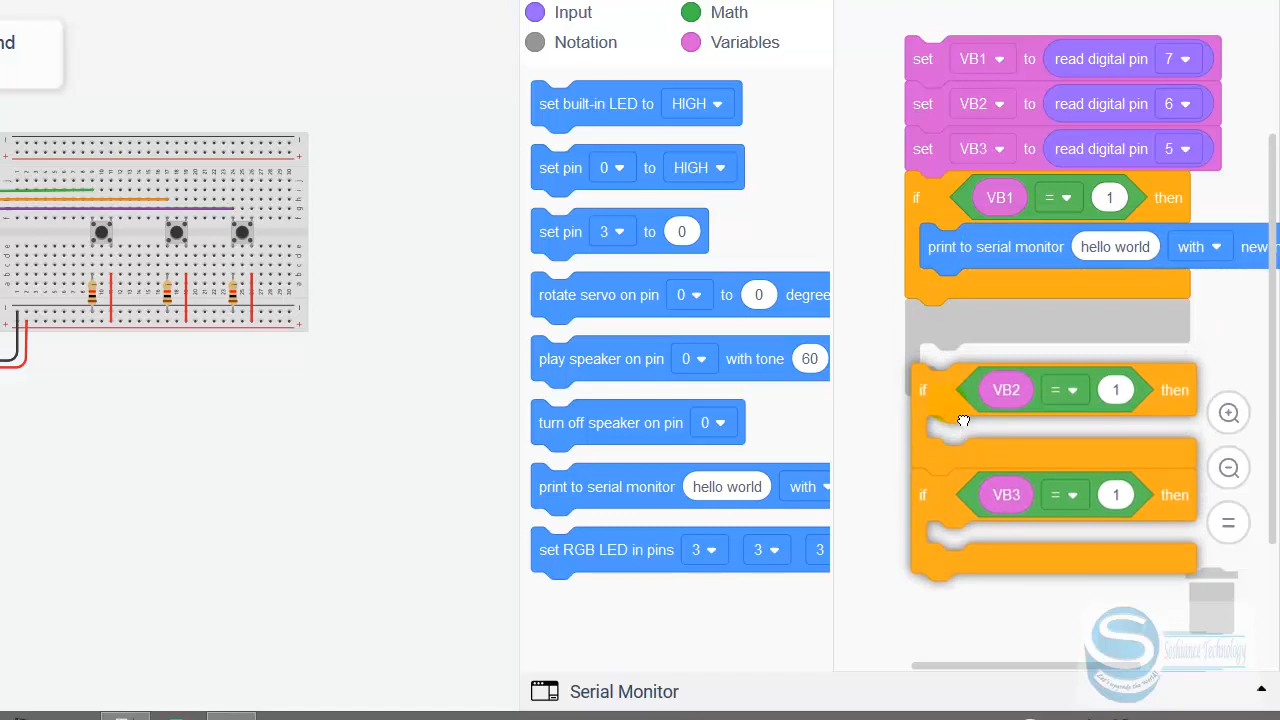 nd
Input
Math
Notation
Variables
set built-in LED to HIGH
set pin 0 to HIGH
set pin 3 to 0
rotate servo on pin 0 to 0 degree
play speaker on pin 0 with tone 60
turn off speaker on pin 0
print to serial monitor hello world with
set RGB LED in pins 3 3 3
set VB1 to read digital pin 7
set VB2 to read digital pin 6
set VB3 to read digital pin 5
if VB1 = 1 then
print to serial monitor hello world with new
if VB2 = 1 then
if VB3 = 1 then
Serial Monitor
Soshiance Technology